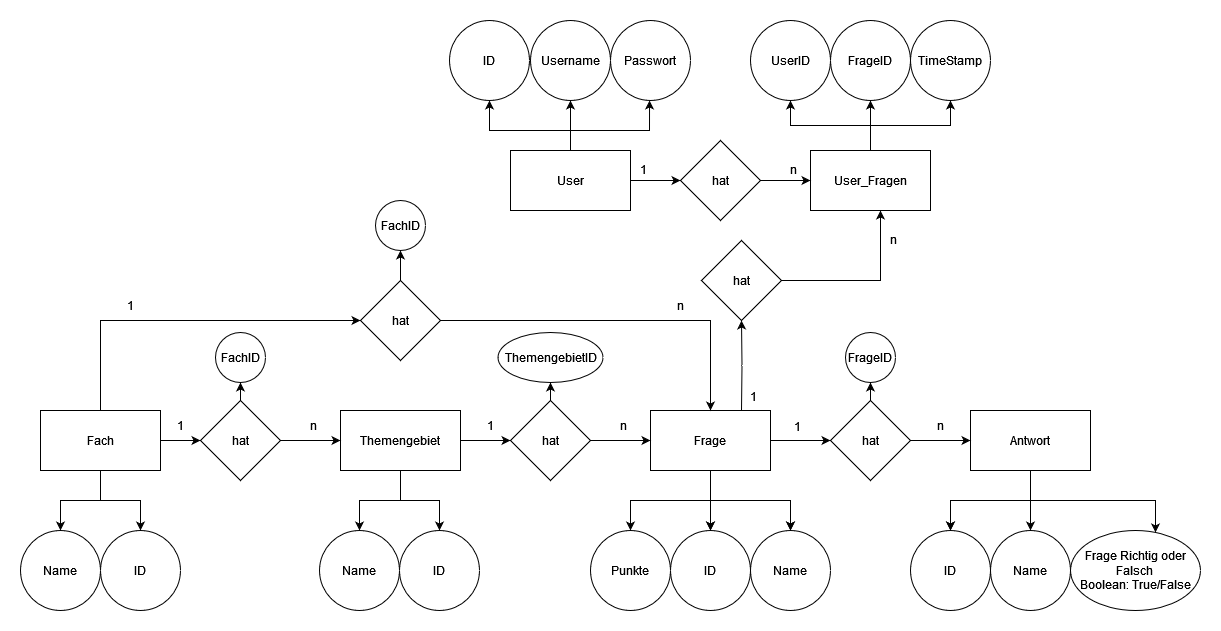 ID
Username
Passwort
UserID
FrageID
TimeStamp
User
1
hat
n
User_Fragen
FachID
n
hat
1
hat
n
FachID
ThemengebietID
FrageID
1
Fach
1
hat
n
Themengebiet
1
hat
n
Frage
1
hat
n
Antwort
Name
ID
Name
ID
Punkte
ID
Name
ID
Name
Frage Richtig oder
Falsch
Boolean: True/False